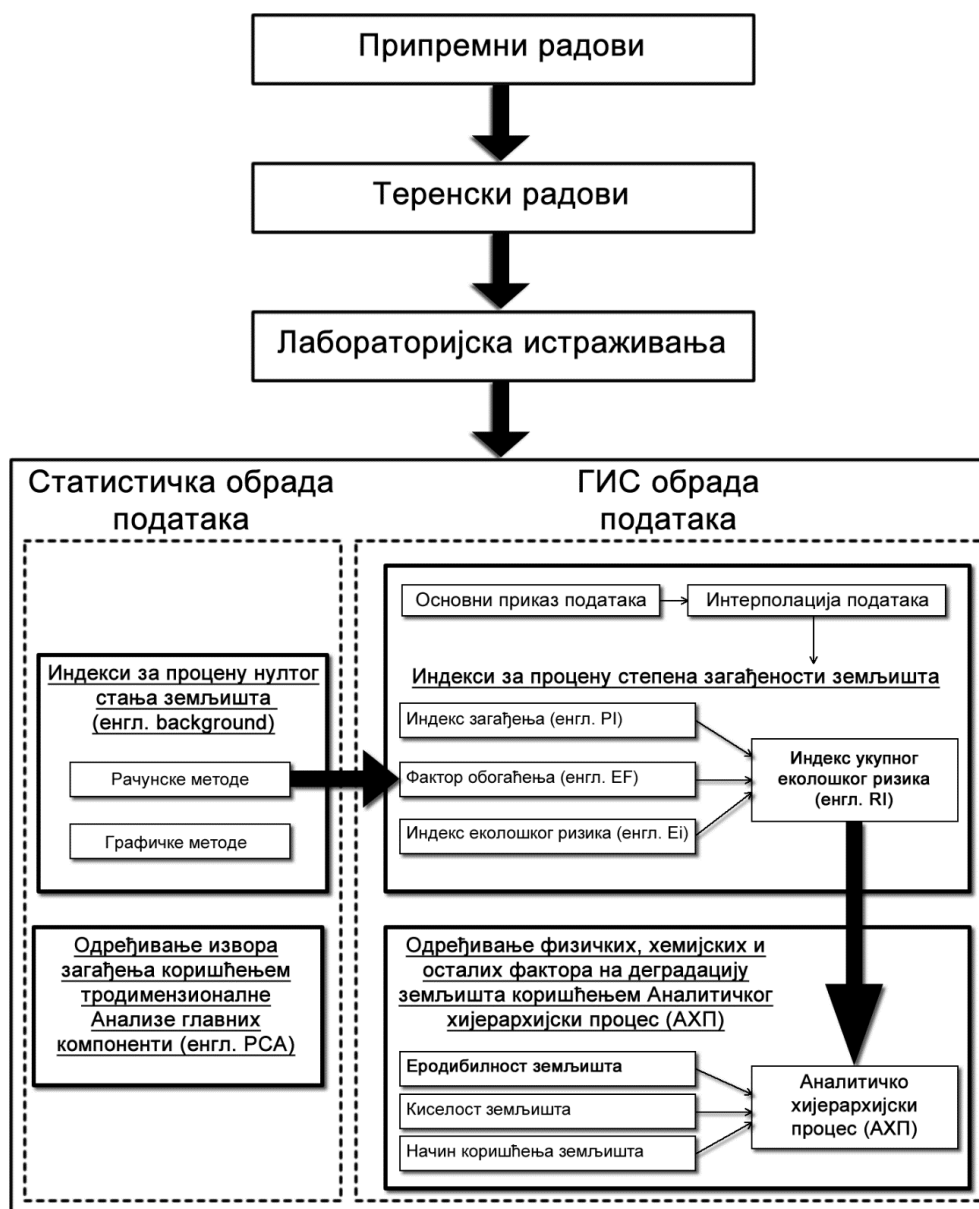 Припремни радови
Теренски радови
Лабораторијска истраживања
Статистичка обрада
података
Индекси за процену нултог
стања земљишта
(енгл. background)
Рачунске методе
Графичке методе
Одређивање извора
загађења коришћењем
тродимензионалне
Анализе главних
компоненти (енгл. PCA)
ГИС обрада
података
Основни приказ података
Интерполација података
Индекси за процену степена загађености земљишта
Индекс загађења (енгл. PI)
Фактор обогаћења (енгл. EF)
Индекс еколошког ризика (енгл. Ei)
Индекс укупног
еколошког ризика
(енгл. RI)
Одређивање физичких, хемијских и
осталих фактора на деградацију
земљишта коришћењем Аналитичког
хијерархијски процес (АХП)
Еродибилност земљишта
Киселост земљишта
Начин коришћења земљишта
Аналитичко
хијерархијски
процес (АХП)